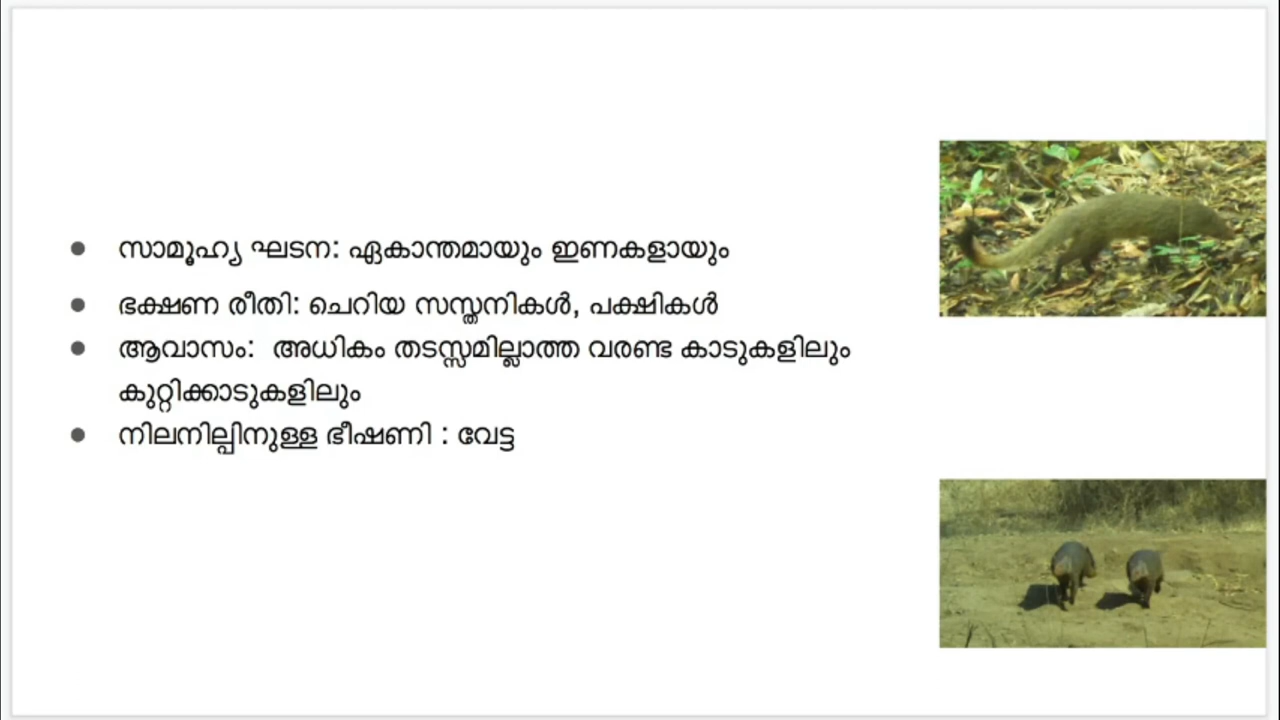 ● സാമൂഹ്യ ഘടന: ഏകാന്തമായും ഇണകളായും
● ഭക്ഷണ രീതി: ചെറിയ സസ്തനികൾ, പക്ഷികൾ
● ആവാസം:  അധികം തടസ്സമില്ലാത്ത വരണ്ട കാടുകളിലും
കുറ്റിക്കാടുകളിലും
● നിലനില്പിനുള്ള ഭീഷണി : വേട്ട